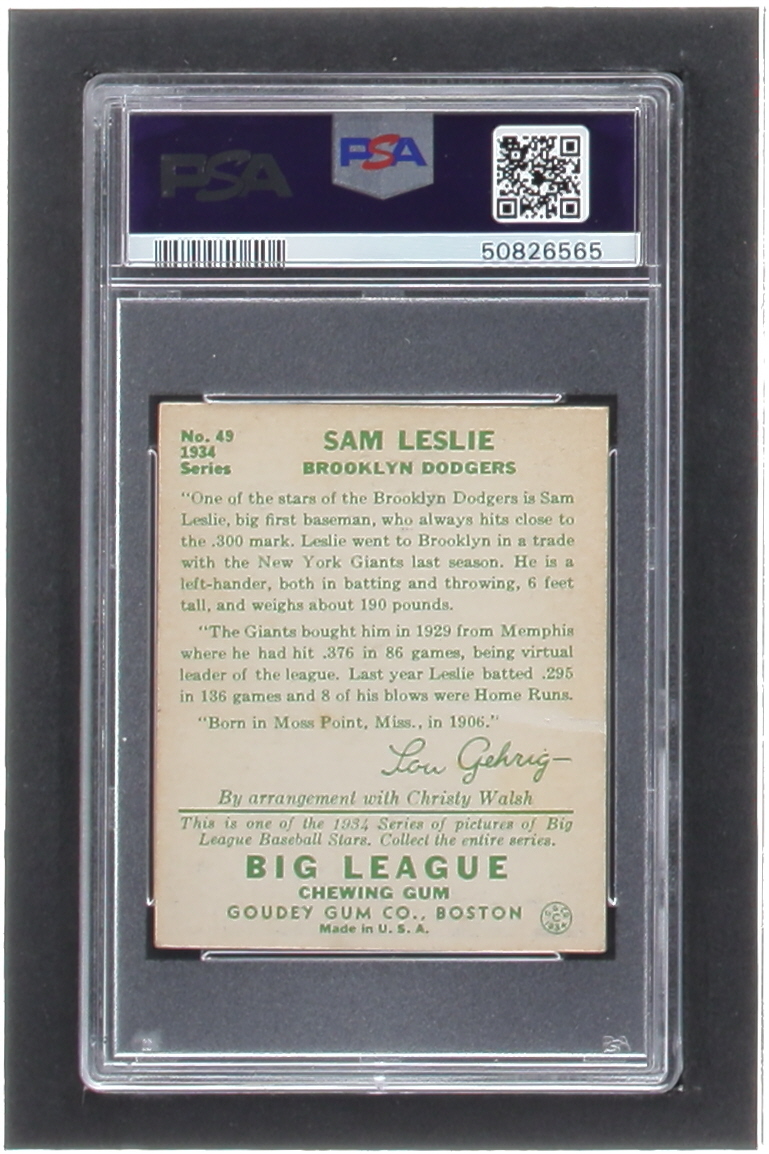 PSA
PSA
50826565
No. 49
1934
Series
SAM LESLIE
BROOKLYN DODGERS
"One of the stars of the Brooklyn Dodgers is Sam
Leslie, big first baseman, who always hits close to
the .300 mark. Leslie went to Brooklyn in a trade
with the New York Giants last season. He is a
left-hander, both in batting and throwing, 6 feet
tall, and weighs about 190 pounds.
"The Giants bought him in 1929 from Memphis
where he had hit .376 in 86 games, being virtual
leader of the league. Last year Leslie batted .295
in 136 games and 8 of his blows were Home Runs.
"Born in Moss Point, Miss., in 1906."
Lou Gehrig
By arrangement with Christy Walsh
This is one of the 1934 Series of pictures of Big
League Baseball Stars. Collect the entire series.
BIG LEAGUE
CHEWING GUM
GOUDEY GUM CO., BOSTON
Made in U. S. A.
PSA